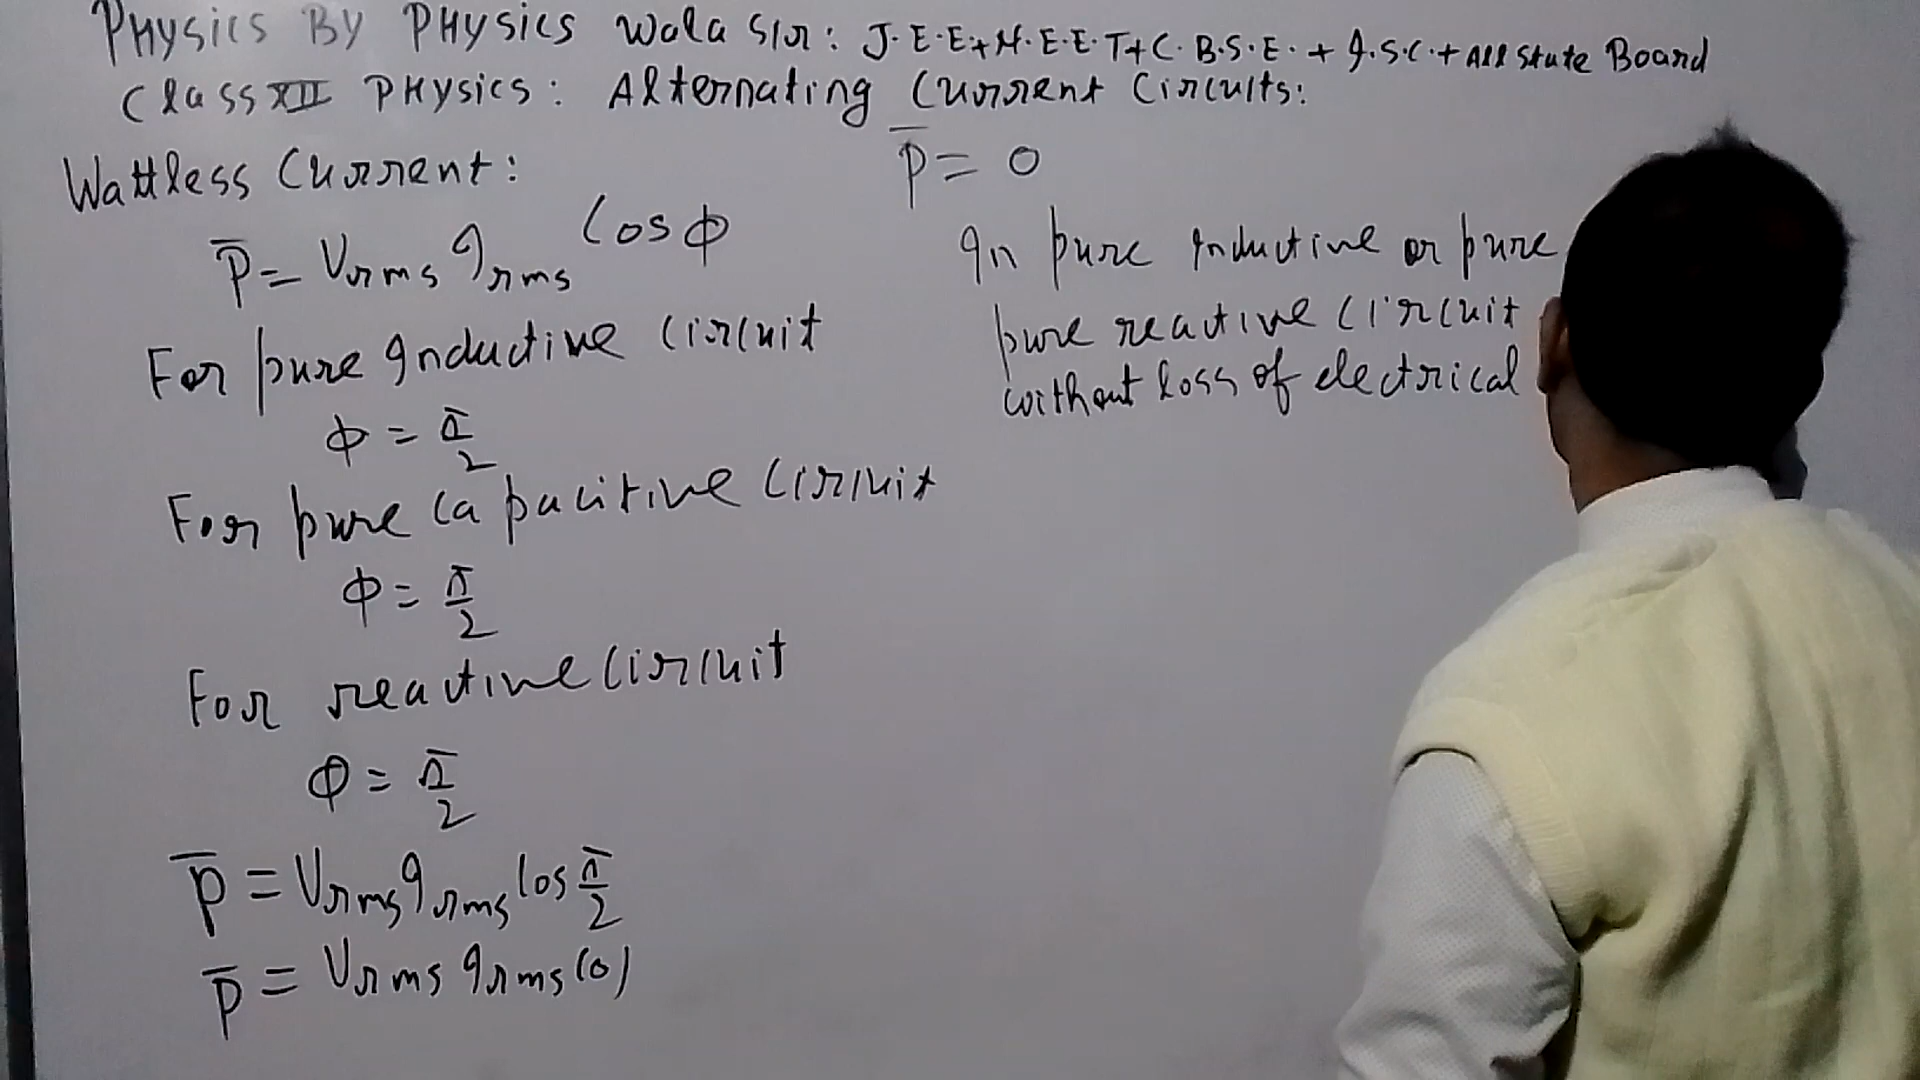 Physics By Physics Wala Sir: J.E.E+N.E.E.T+C.B.S.E.+I.S.C.+All State Board
Class XII Physics: Alternating Current Circuits:
Wattless Current:
P̅ = Vrms Irms Cos ϕ
For pure Inductive Circuit
ϕ = π/2
For pure Capacitive Circuit
ϕ = π/2
For reactive Circuit
ϕ = π/2
P̅ = Vrms Irms Cos π/2
P̅ = Vrms Irms (0)
P̅ = 0
In pure Inductive or pure
pure reactive Circuit
without loss of electrical